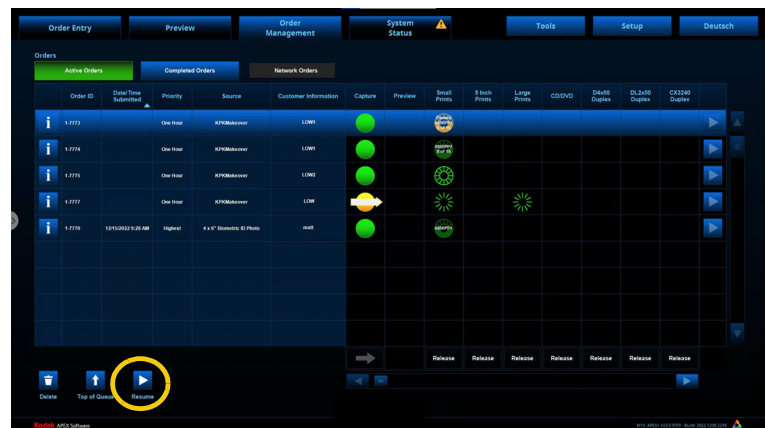 Order Entry
Preview
Order
Management
System
Status
Tools
Setup
Deutsch
Orders
Active Orders
Completed Orders
Network Orders
Order ID
Date/Time
Submitted
Priority
Source
Customer Information
Capture
Preview
Small
Prints
5 Inch
Prints
Large
Prints
CD/DVD
D4x00
Duplex
DL2x00
Duplex
CX3240
Duplex
1-7773 One Hour KPKMakeover LOW1
1-7774 One Hour KPKMakeover LOW1
1-7775 One Hour KPKMakeover LOW2
1-7777 One Hour KPKMakeover LOW
1-7770 12/15/2022 9:28 AM Highest 4 x 6" Biometric ID Photo matt
Release Release Release Release Release Release Release
Delete Top of Queue Resume
Kodak APEX Software